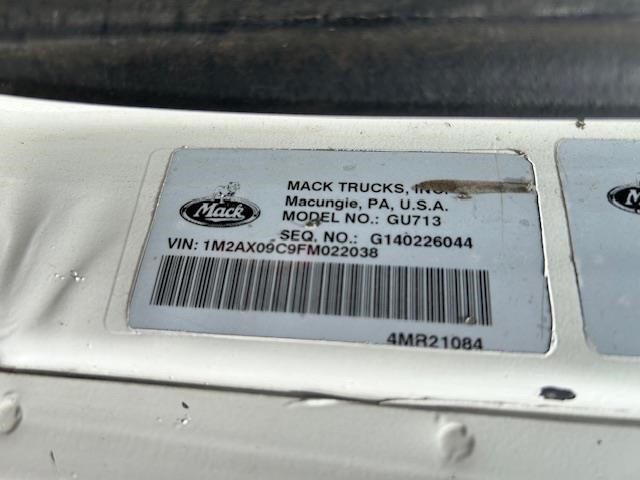 MACK TRUCKS, INC.
Macungie, PA, U.S.A.
Mack
MODEL NO.: GU713
SEQ. NO.: G140226044
VIN: 1M2AX09C9FM022038
4MR21084